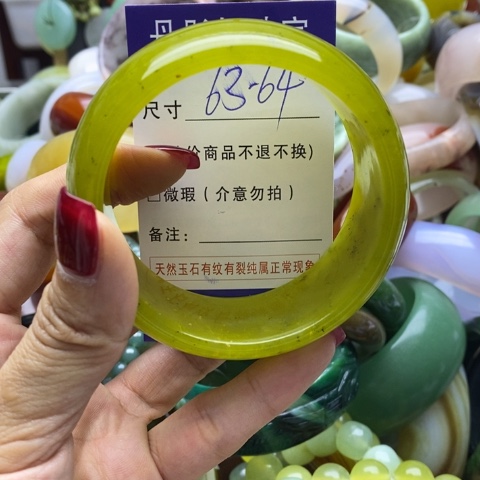 尺寸 63-64
价商品不退不换)
微瑕（介意勿拍）
备注：
天然玉石有纹有裂纯属正常现象